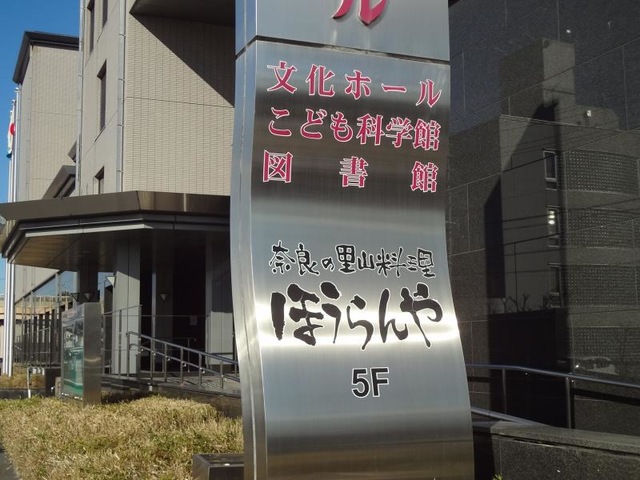 ル
文化ホール
こども科学館
図書館
奈良の里山料理
ほうらんや
5F